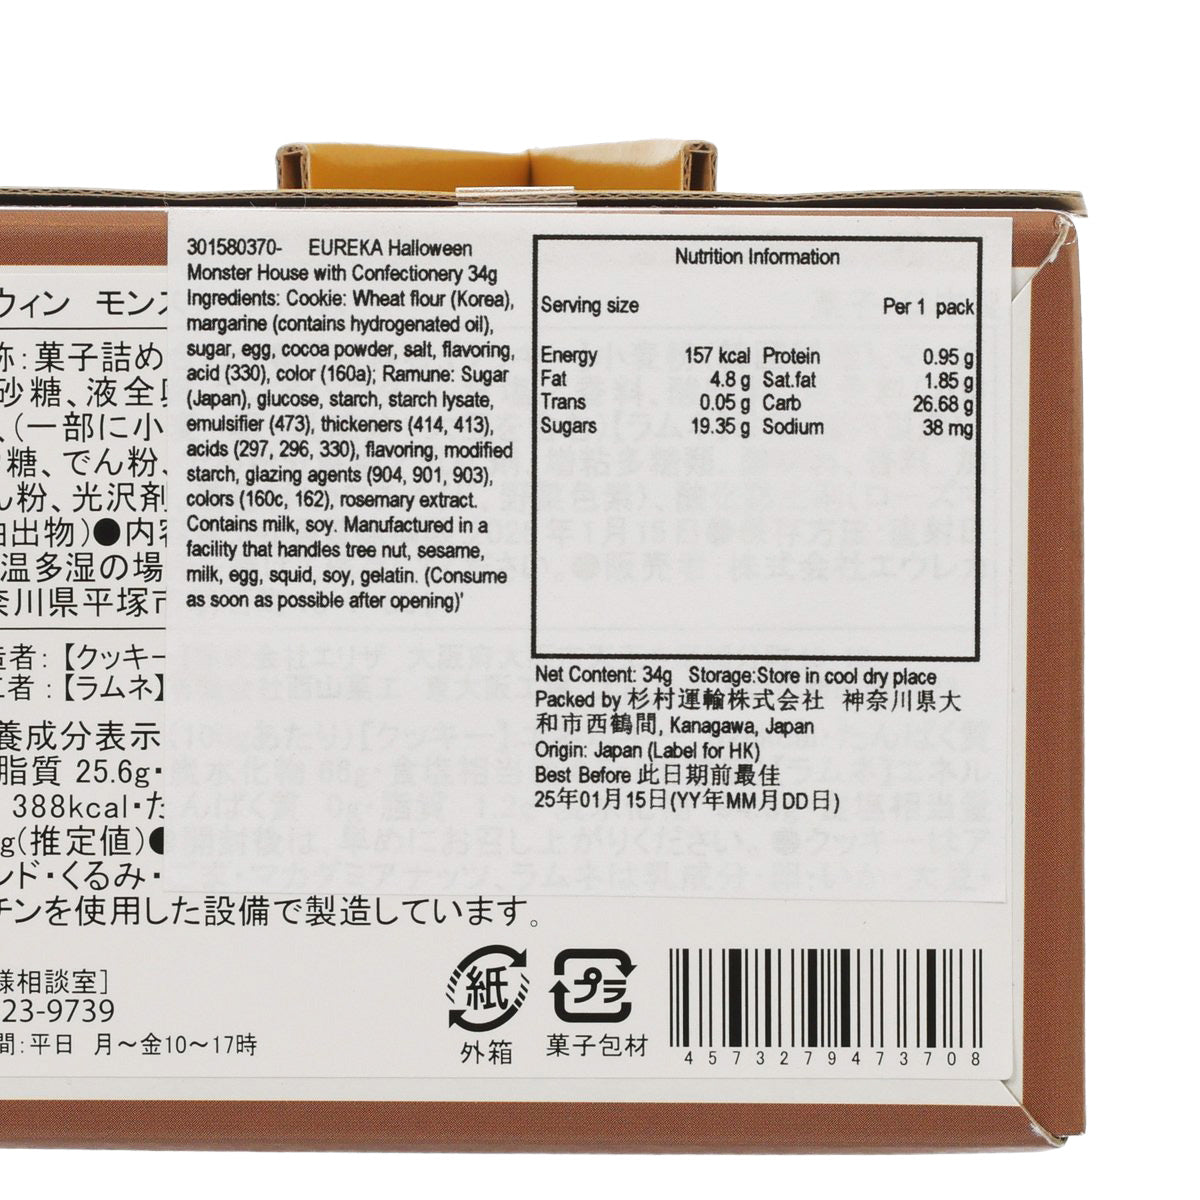 301580370- EUREKA Halloween
Monster House with Confectionery 34g
Ingredients: Cookie: Wheat flour (Korea),
margarine (contains hydrogenated oil),
sugar, egg, cocoa powder, salt, flavoring,
acid (330), color (160a); Ramune: Sugar
(Japan), glucose, starch, starch lysate,
emulsifier (473), thickeners (414, 413),
acids (297, 296, 330), flavoring, modified
starch, glazing agents (904, 901, 903),
colors (160c, 162), rosemary extract.
Contains milk, soy. Manufactured in a
facility that handles tree nut, sesame,
milk, egg, squid, soy, gelatin. (Consume
as soon as possible after opening)'
Nutrition Information
Serving size Per 1 pack
Energy 157 kcal Protein 0.95 g
Fat 4.8 g Sat.fat 1.85 g
Trans 0.05 g Carb 26.68 g
Sugars 19.35 g Sodium 38 mg
Net Content: 34g Storage:Store in cool dry place
Packed by 杉村運輸株式会社 神奈川県大
和市西鶴間, Kanagawa, Japan
Origin: Japan (Label for HK)
Best Before 此日期前最佳
25年01月15日(YY年MM月DD日)
ウィン モンス
称:菓子詰め
砂糖、液全
、(一部に小
糖、でん粉、
ん粉、光沢剤
出物)●内容
温多湿の場
奈川県平塚市
造者:【クッキー
工者:【ラムネ】
養成分表示
脂質 25.6g・
388kcal・た
g(推定値)●
ンド・くるみ・
チンを使用した設備で製造しています。
様相談室]
23-9739
間:平日 月～金10～17時
紙
外箱
プラ
菓子包材
4573279473708